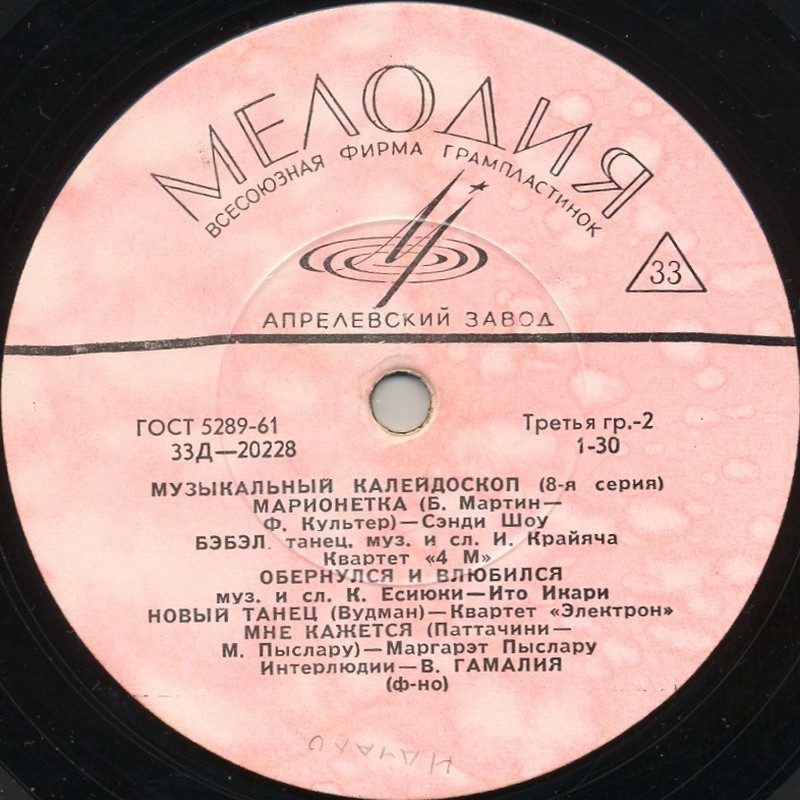 МЕЛОДИЯ
ВСЕСОЮЗНАЯ ФИРМА ГРАМПЛАСТИНОК
33
АПРЕЛЕВСКИЙ ЗАВОД
ГОСТ 5289-61
Третья гр.-2
33Д—20228
1-30
МУЗЫКАЛЬНЫЙ КАЛЕЙДОСКОП (8-я серия)
МАРИОНЕТКА (Б. Мартин—
Ф. Культер)—Сэнди Шоу
БЭБЭЛ, танец, муз. и сл. И. Крайяча
Квартет «4 М»
ОБЕРНУЛСЯ И ВЛЮБИЛСЯ
муз. и сл. К. Есиюки—Ито Икари
НОВЫЙ ТАНЕЦ (Вудман)—Квартет «Электрон»
МНЕ КАЖЕТСЯ (Паттачини—
М. Пыслару)—Маргарэт Пыслару
Интерлюдии—В. ГАМАЛИЯ
(ф-но)
НАЧАЛО